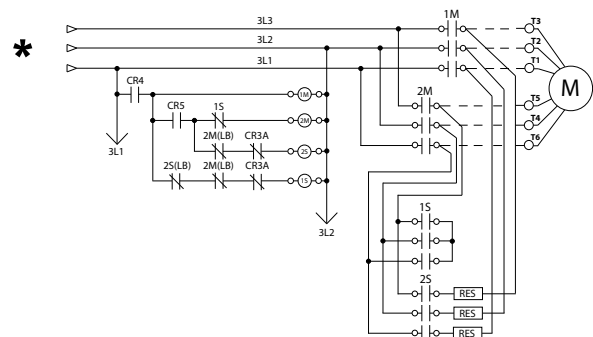 1M
3L3
T3
*
3L2
T2
3L1
T1
M
CR4
1M
2M
CR5
1S
T5
2M
T4
2M(LB)
CR3A
T6
3L1
2S
2S(LB)
2M(LB)
CR3A
1S
1S
3L2
2S
RES
RES
RES